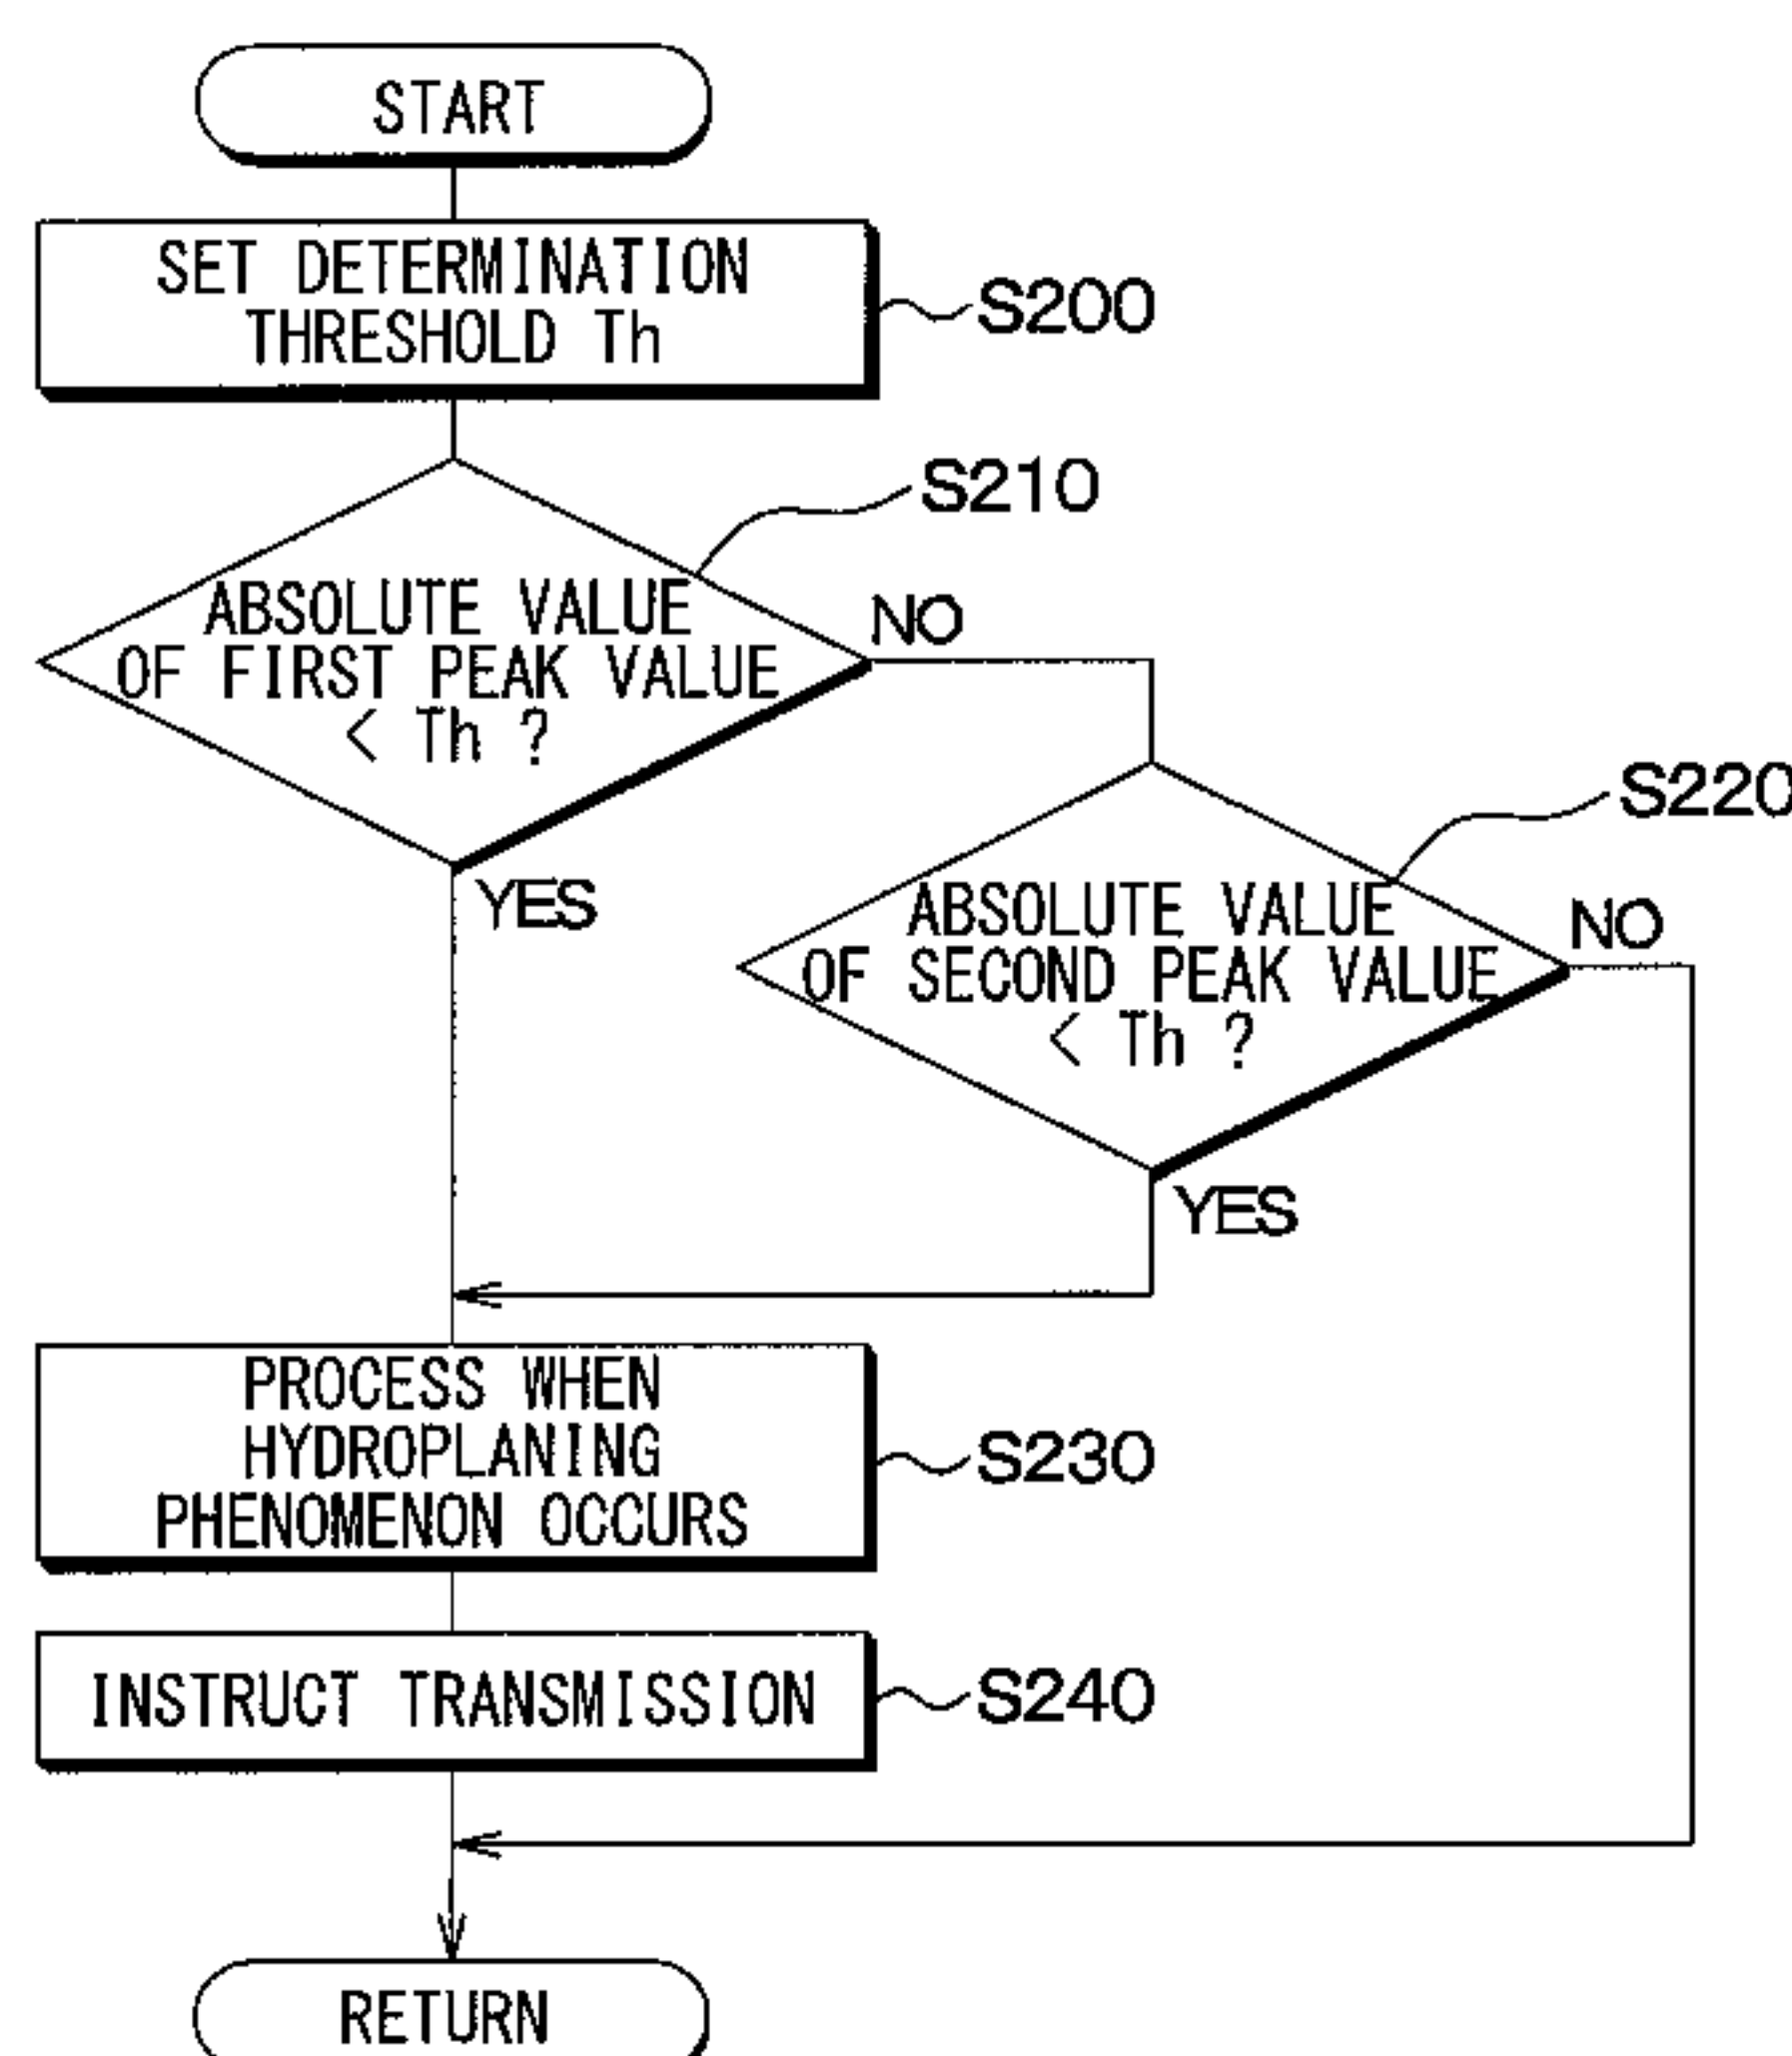 START
SET DETERMINATION
THRESHOLD Th
S200
S210
ABSOLUTE VALUE
OF FIRST PEAK VALUE
< Th ?
NO
YES
S220
ABSOLUTE VALUE
OF SECOND PEAK VALUE
< Th ?
NO
YES
PROCESS WHEN
HYDROPLANING
PHENOMENON OCCURS
S230
INSTRUCT TRANSMISSION
S240
RETURN